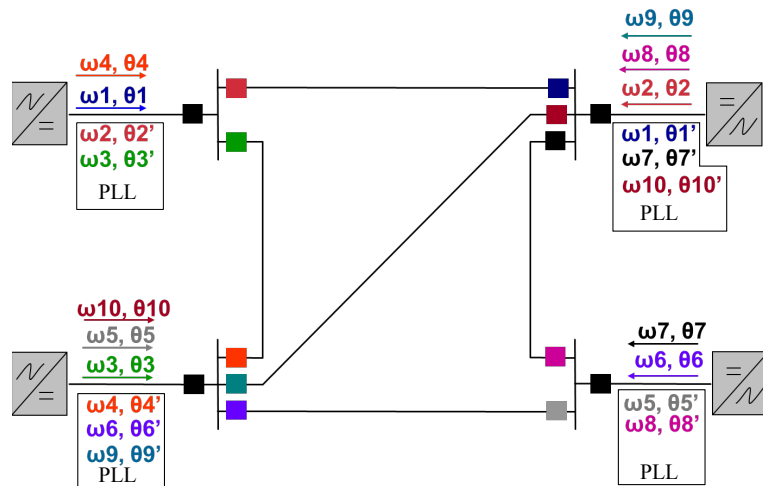 ω4, θ4
ω1, θ1
ω2, θ2’
ω3, θ3’
PLL
ω9, θ9
ω8, θ8
ω2, θ2
ω1, θ1’
ω7, θ7’
ω10, θ10’
PLL
ω10, θ10
ω5, θ5
ω3, θ3
ω4, θ4’
ω6, θ6’
ω9, θ9’
PLL
ω7, θ7
ω6, θ6
ω5, θ5’
ω8, θ8’
PLL